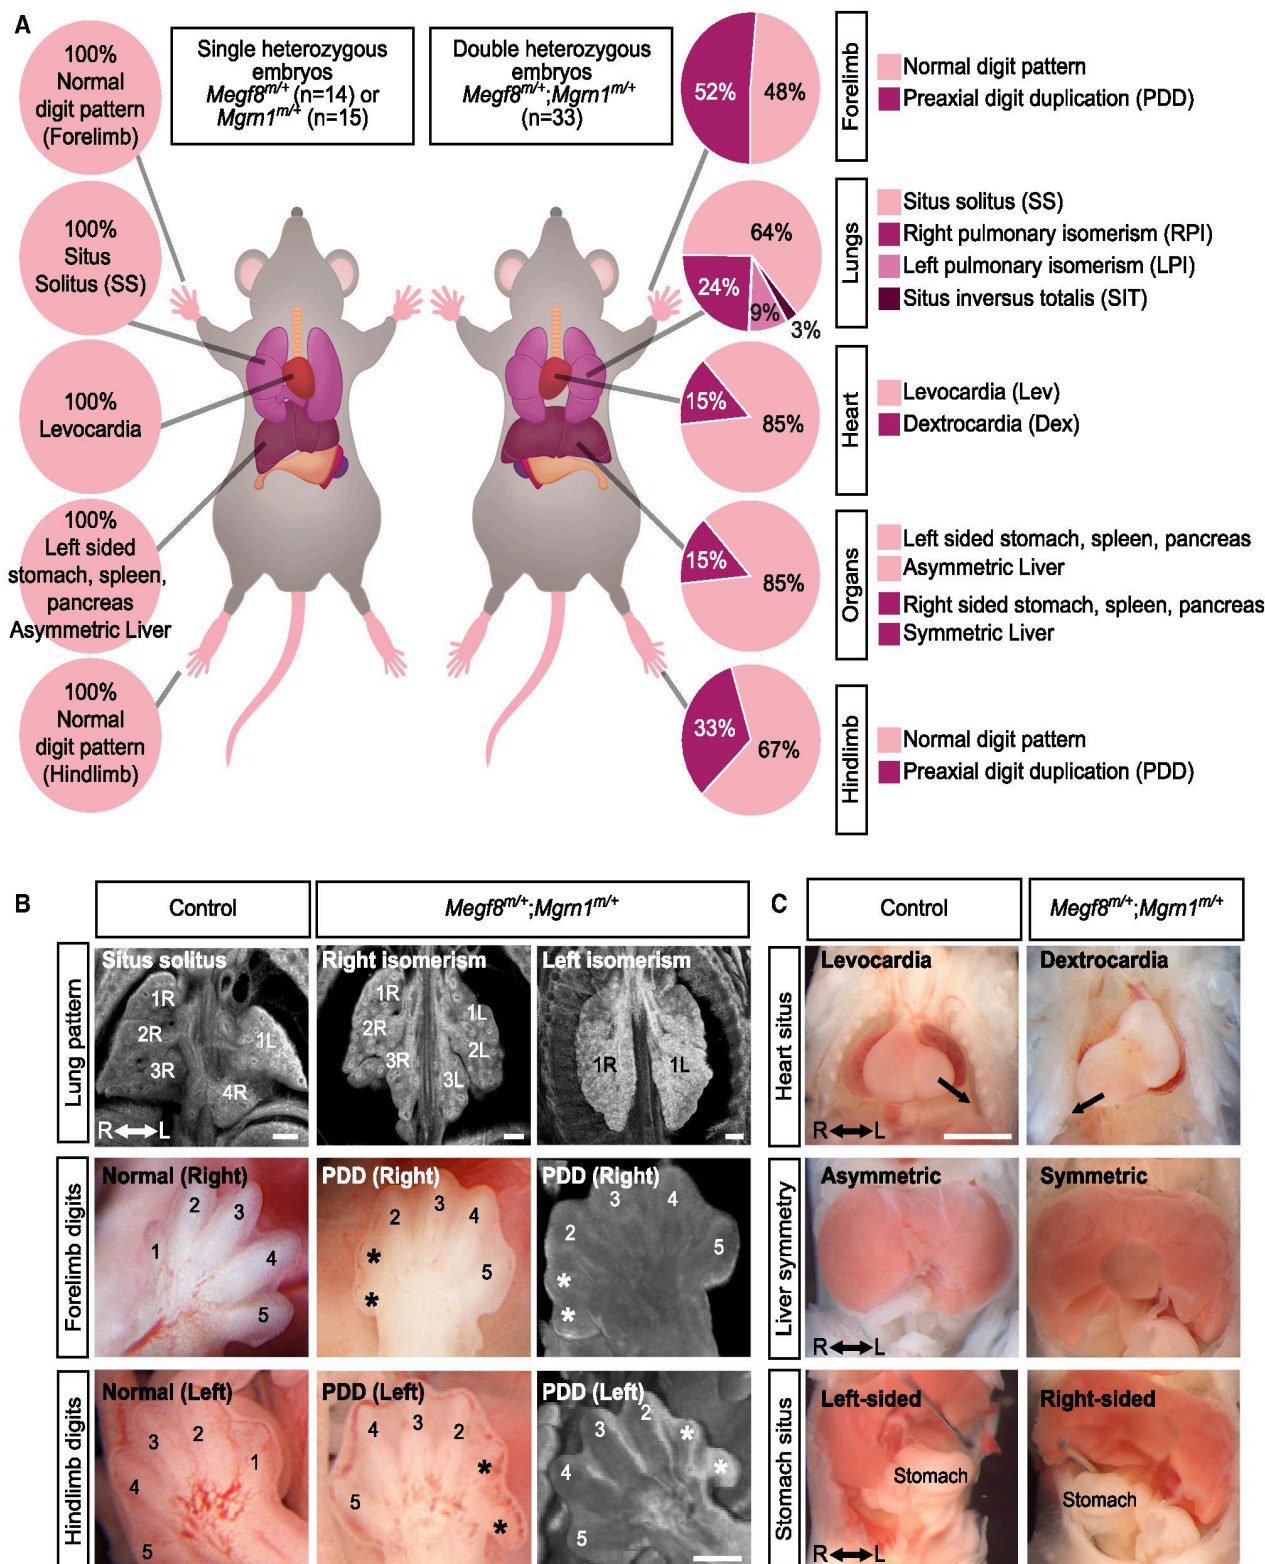 A
100%
Normal
digit pattern
(Forelimb)
Single heterozygous
embryos
Megf8m/+ (n=14) or
Mgrn1m/+ (n=15)
Double heterozygous
embryos
Megf8m/+;Mgrn1m/+
(n=33)
52%
48%
Forelimb
Normal digit pattern
Preaxial digit duplication (PDD)
100%
Situs
Solitus (SS)
64%
24%
9%
3%
Lungs
Situs solitus (SS)
Right pulmonary isomerism (RPI)
Left pulmonary isomerism (LPI)
Situs inversus totalis (SIT)
100%
Levocardia
15%
85%
Heart
Levocardia (Lev)
Dextrocardia (Dex)
100%
Left sided
stomach, spleen,
pancreas
Asymmetric Liver
15%
85%
Organs
Left sided stomach, spleen, pancreas
Asymmetric Liver
Right sided stomach, spleen, pancreas
Symmetric Liver
100%
Normal
digit pattern
(Hindlimb)
33%
67%
Hindlimb
Normal digit pattern
Preaxial digit duplication (PDD)
B
Control
Megf8m/+;Mgrn1m/+
Lung pattern
Situs solitus
1R
2R
3R
4R
1L
R L
Right isomerism
1R
2R
3R
1L
2L
3L
Left isomerism
1R
1L
Forelimb digits
Normal (Right)
1
2
3
4
5
PDD (Right)
2
3
4
5
*
*
PDD (Right)
2
3
4
5
*
*
Hindlimb digits
Normal (Left)
1
2
3
4
5
PDD (Left)
4
3
2
5
*
*
PDD (Left)
2
3
4
5
*
*
C
Control
Megf8m/+;Mgrn1m/+
Heart situs
Levocardia
R L
Dextrocardia
Liver symmetry
Asymmetric
R L
Symmetric
Stomach situs
Left-sided
Stomach
R L
Right-sided
Stomach